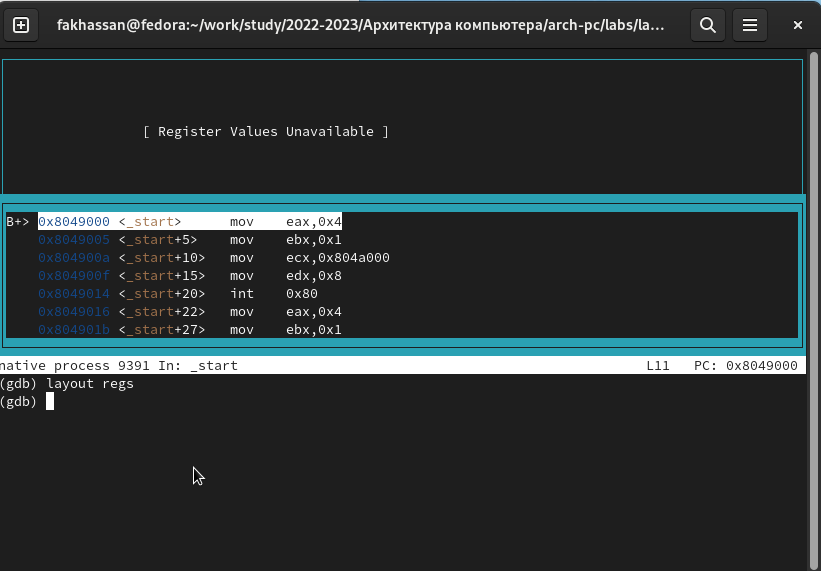 fakhassan@fedora:~/work/study/2022-2023/Архитектура компьютера/arch-pc/labs/la...
[ Register Values Unavailable ]
B+> 0x8049000 <_start> mov eax,0x4
0x8049005 <_start+5> mov ebx,0x1
0x804900a <_start+10> mov ecx,0x804a000
0x804900f <_start+15> mov edx,0x8
0x8049014 <_start+20> int 0x80
0x8049016 <_start+22> mov eax,0x4
0x804901b <_start+27> mov ebx,0x1
native process 9391 In: _start L11 PC: 0x8049000
(gdb) layout regs
(gdb)